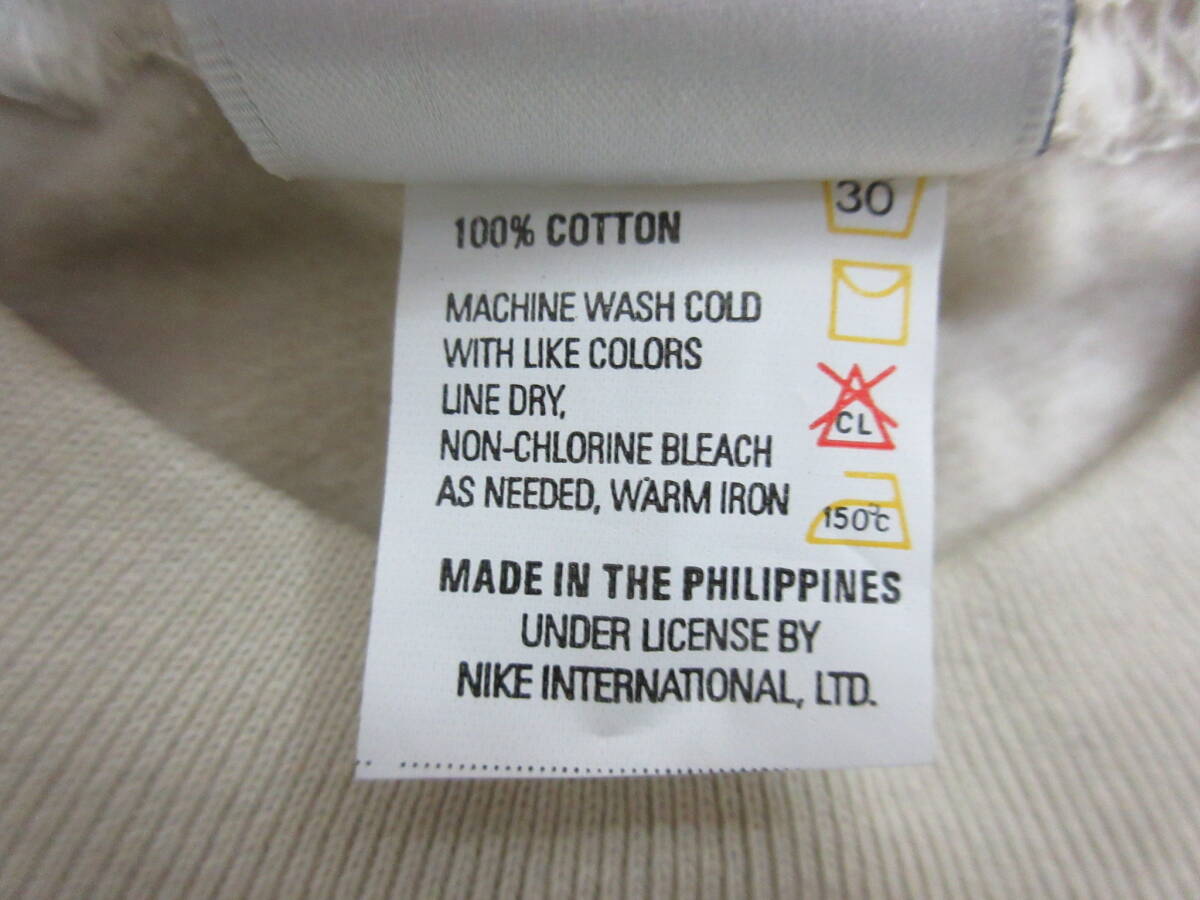 30
100% COTTON
MACHINE WASH COLD
WITH LIKE COLORS
LINE DRY,
NON-CHLORINE BLEACH
AS NEEDED, WARM IRON
CL
150°C
MADE IN THE PHILIPPINES
UNDER LICENSE BY
NIKE INTERNATIONAL, LTD.